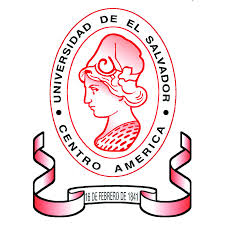 UNIVERSIDAD DE EL SALVADOR
CENTRO AMERICA
16 DE FEBRERO DE 1841